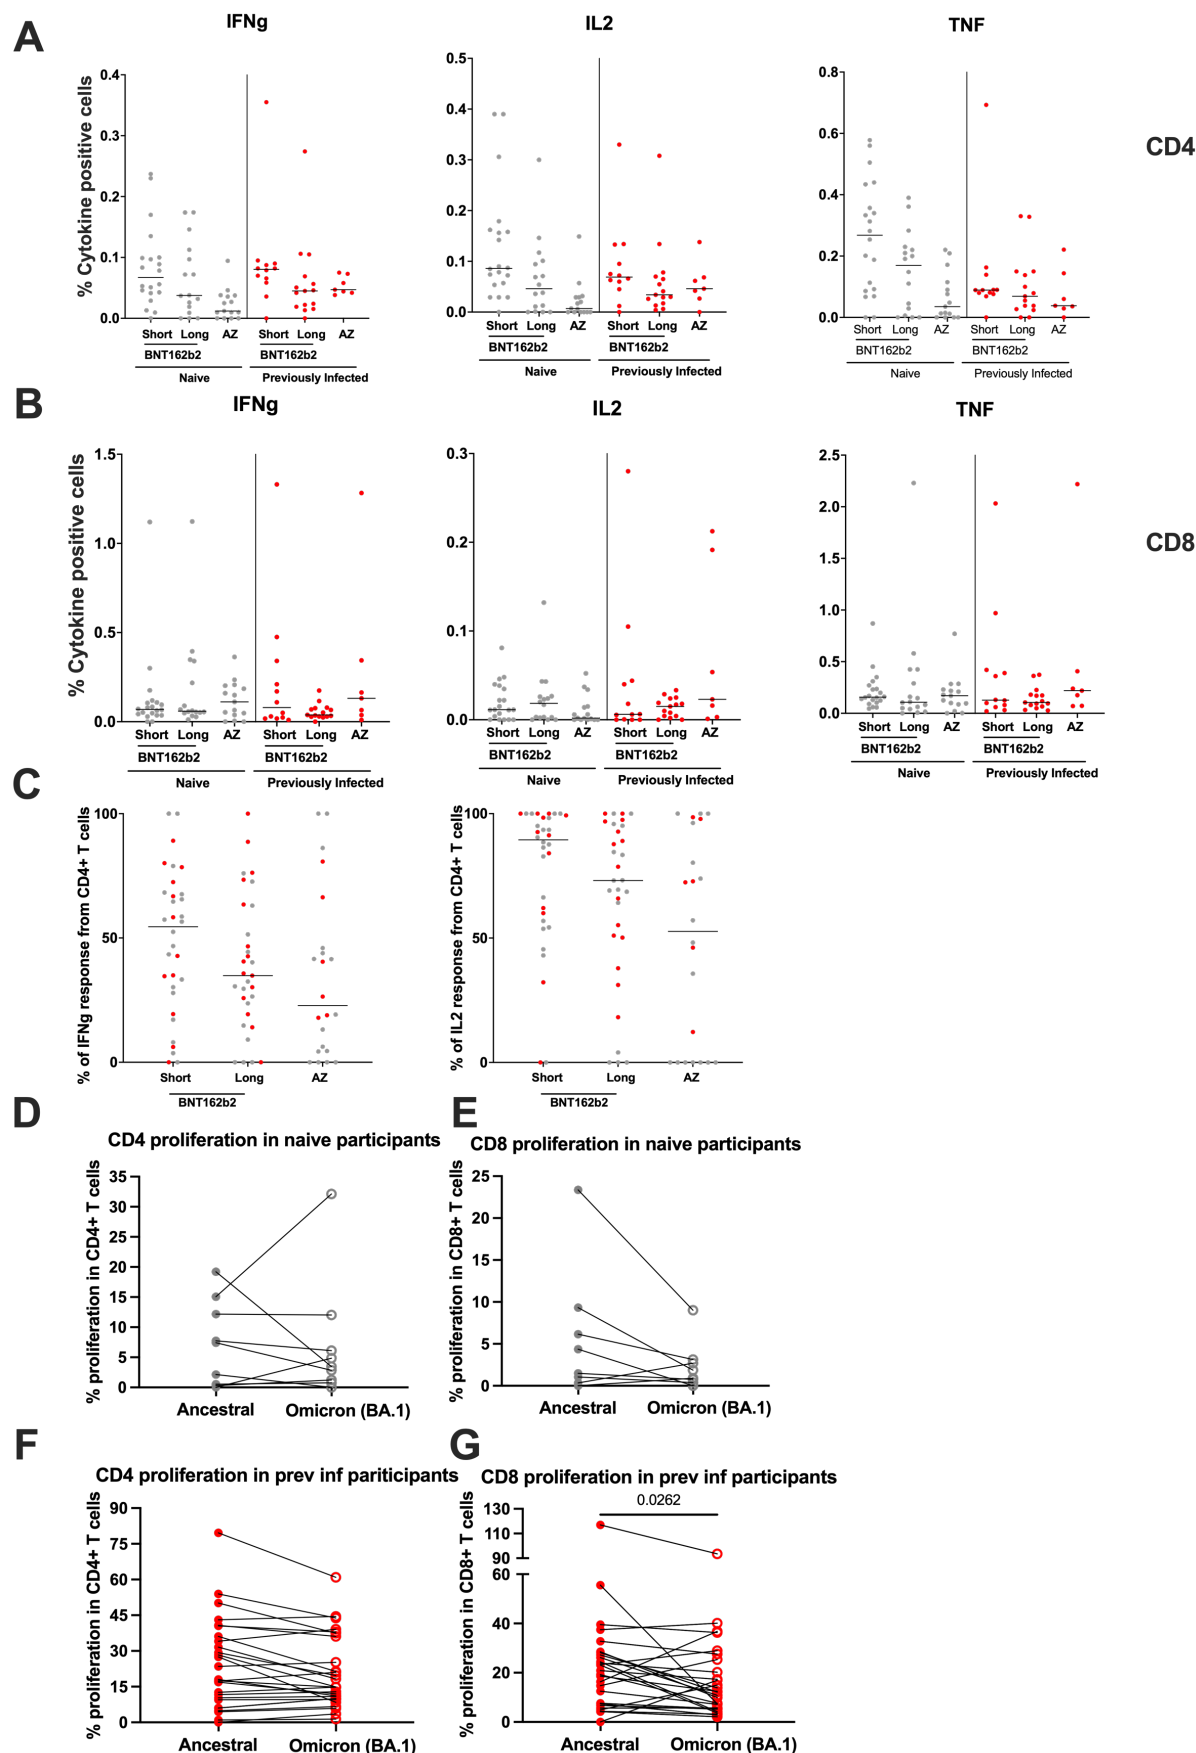 A
IFNg
IL2
TNF
CD4
% Cytokine positive cells
0.4
0.3
0.2
0.1
0.0
0.5
0.4
0.3
0.2
0.1
0.0
0.8
0.6
0.4
0.2
0.0
Short Long AZ Short Long AZ
BNT162b2 BNT162b2
Naive Previously Infected
Short Long AZ Short Long AZ
BNT162b2 BNT162b2
Naive Previously Infected
Short Long AZ Short Long AZ
BNT162b2 BNT162b2
Naive Previously Infected
B
IFNg
IL2
TNF
CD8
% Cytokine positive cells
1.5
1.0
0.5
0.0
0.3
0.2
0.1
0.0
2.5
2.0
1.5
1.0
0.5
0.0
Short Long AZ Short Long AZ
BNT162b2 BNT162b2
Naive Previously Infected
Short Long AZ Short Long AZ
BNT162b2 BNT162b2
Naive Previously Infected
Short Long AZ Short Long AZ
BNT162b2 BNT162b2
Naive Previously Infected
C
% of IFNg response from CD4+ T cells
100
50
0
Short Long AZ
BNT162b2
% of IL2 response from CD4+ T cells
100
50
0
Short Long AZ
BNT162b2
D
CD4 proliferation in naive participants
% proliferation in CD4+ T cells
35
30
25
20
15
10
5
0
Ancestral Omicron (BA.1)
E
CD8 proliferation in naive participants
% proliferation in CD8+ T cells
25
20
15
10
5
0
Ancestral Omicron (BA.1)
F
CD4 proliferation in prev inf pariticipants
% proliferation in CD4+ T cells
90
75
60
45
30
15
0
Ancestral Omicron (BA.1)
G
CD8 proliferation in prev inf participants
0.0262
% proliferation in CD8+ T cells
130
110
90
60
40
20
0
Ancestral Omicron (BA.1)